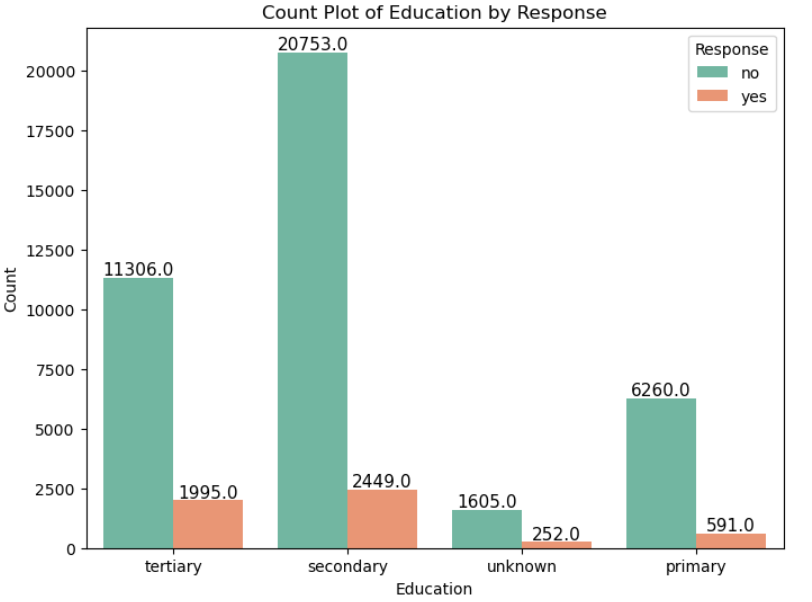 Count Plot of Education by Response
Response
no
yes
Count
20000
17500
15000
12500
10000
7500
5000
2500
0
11306.0
1995.0
20753.0
2449.0
1605.0
252.0
6260.0
591.0
tertiary
secondary
unknown
primary
Education